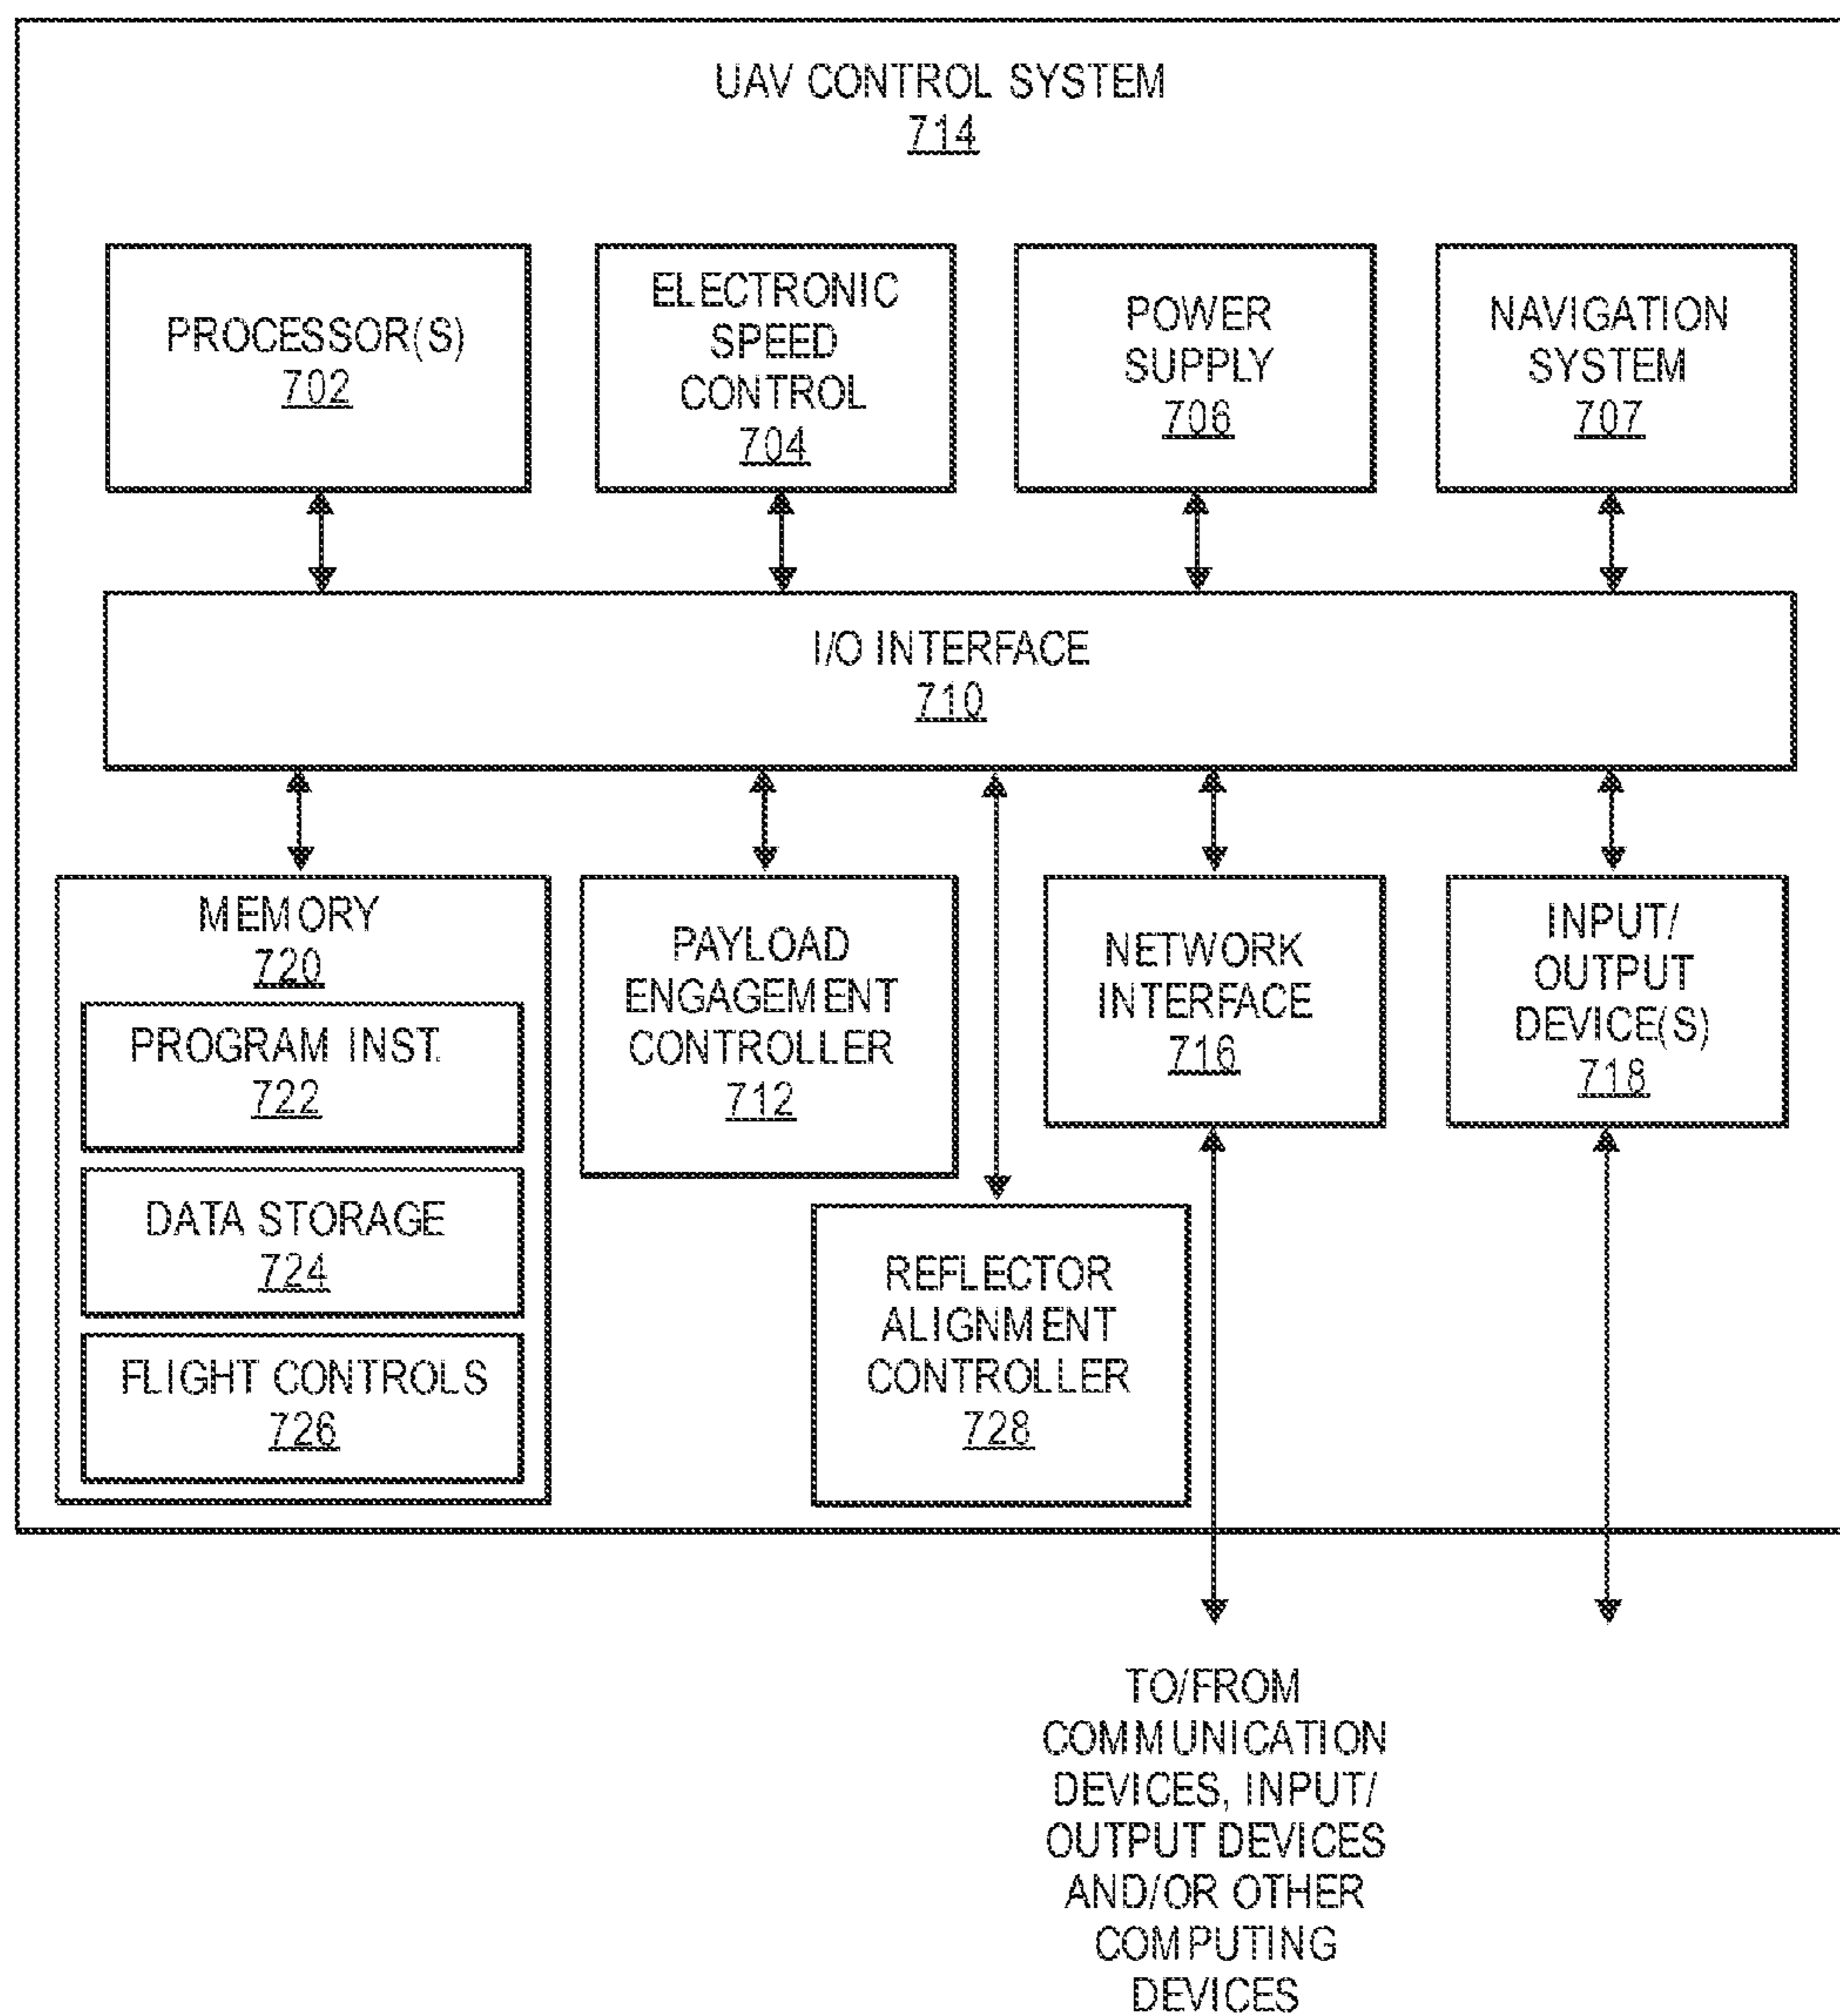 UAV CONTROL SYSTEM
714
PROCESSOR(S)
702
ELECTRONIC
SPEED
CONTROL
704
POWER
SUPPLY
706
NAVIGATION
SYSTEM
707
I/O INTERFACE
710
MEMORY
720
PROGRAM INST.
722
DATA STORAGE
724
FLIGHT CONTROLS
726
PAYLOAD
ENGAGEMENT
CONTROLLER
712
REFLECTOR
ALIGNMENT
CONTROLLER
728
NETWORK
INTERFACE
716
INPUT/
OUTPUT
DEVICE(S)
718
TO/FROM
COMMUNICATION
DEVICES, INPUT/
OUTPUT DEVICES
AND/OR OTHER
COMPUTING
DEVICES